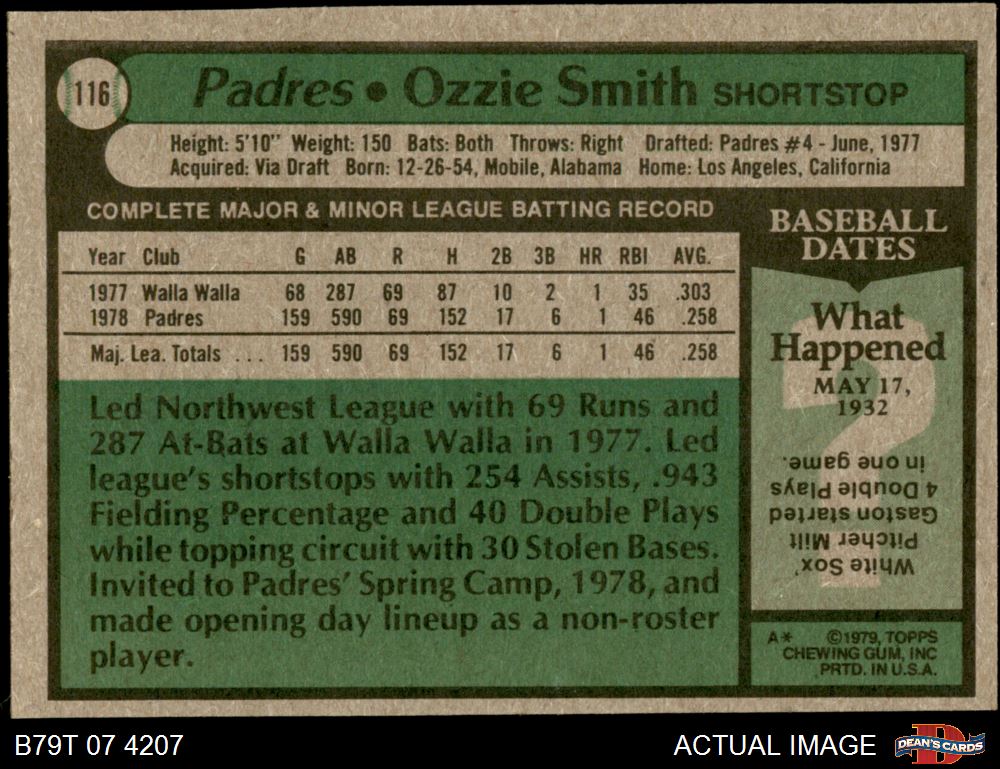 116
Padres • Ozzie Smith SHORTSTOP
Height: 5'10" Weight: 150 Bats: Both Throws: Right Drafted: Padres #4 - June, 1977
Acquired: Via Draft Born: 12-26-54, Mobile, Alabama Home: Los Angeles, California
COMPLETE MAJOR & MINOR LEAGUE BATTING RECORD
Year Club G AB R H 2B 3B HR RBI AVG.
1977 Walla Walla 68 287 69 87 10 2 1 35 .303
1978 Padres 159 590 69 152 17 6 1 46 .258
Maj. Lea. Totals ... 159 590 69 152 17 6 1 46 .258
Led Northwest League with 69 Runs and
287 At-Bats at Walla Walla in 1977. Led
league's shortstops with 254 Assists, .943
Fielding Percentage and 40 Double Plays
while topping circuit with 30 Stolen Bases.
Invited to Padres' Spring Camp, 1978, and
made opening day lineup as a non-roster
player.
BASEBALL
DATES
What
Happened
MAY 17,
1932
?
White Sox'
Pitcher Milt
Gaston started
4 Double Plays
in one game.
A* ©1979, TOPPS
CHEWING GUM, INC
PRTD. IN U.S.A.
B79T 07 4207
ACTUAL IMAGE
D
DEAN'S CARDS